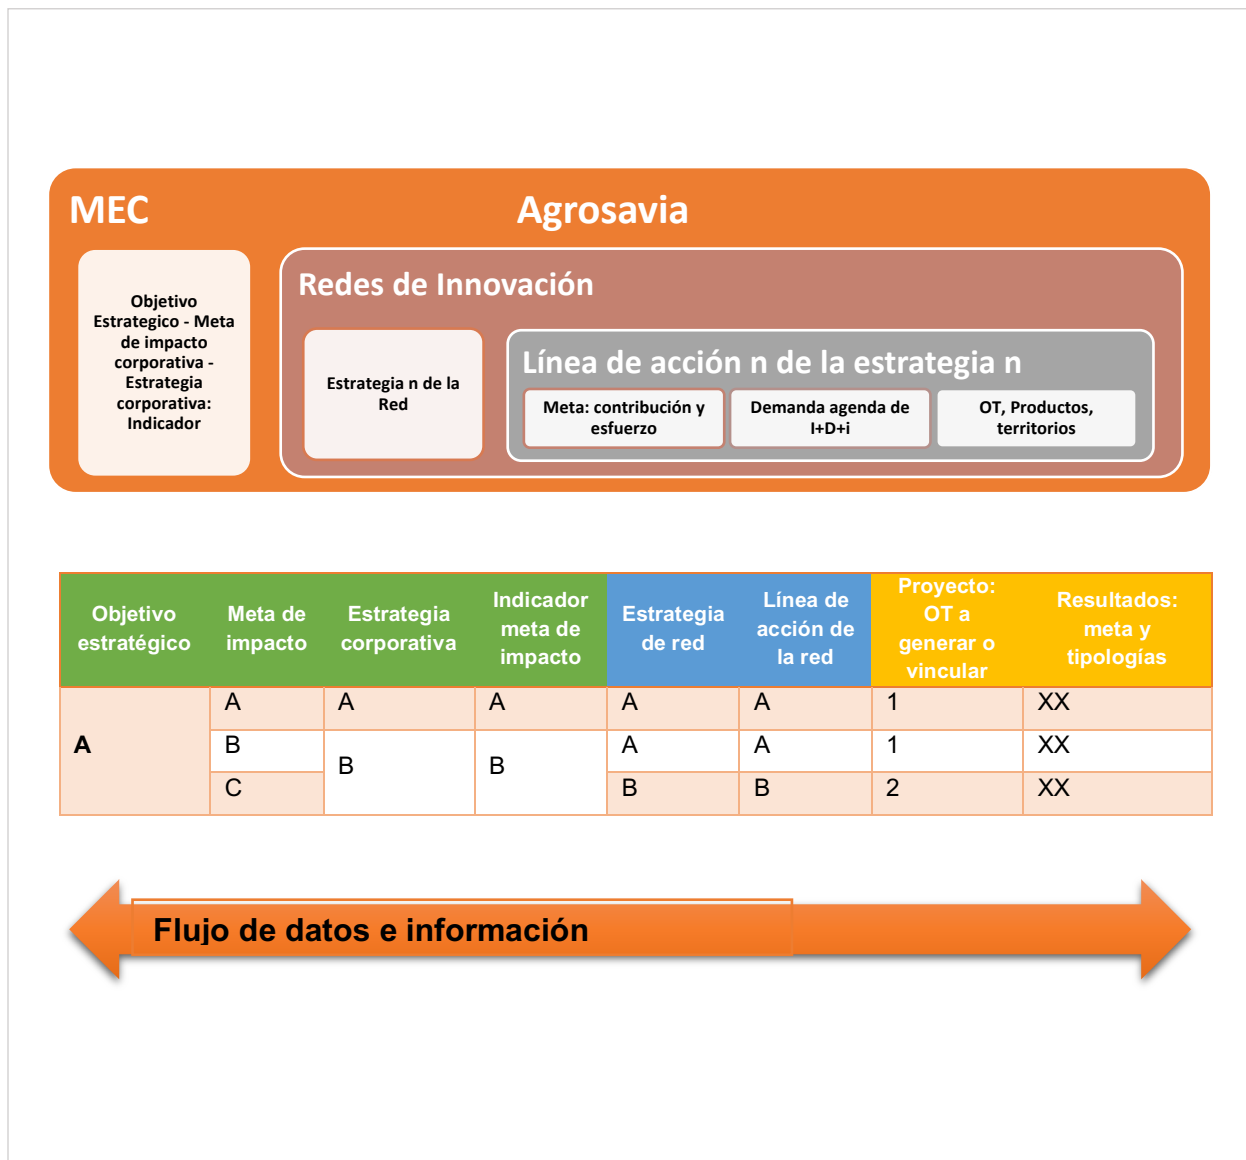 MEC
Agrosavia
Objetivo
Estrategico - Meta
de impacto
corporativa -
Estrategia
corporativa:
Indicador
Redes de Innovación
Estrategia n de la
Red
Línea de acción n de la estrategia n
Meta: contribución y
esfuerzo
Demanda agenda de
I+D+i
OT, Productos,
territorios
Objetivo
estratégico
Meta de
impacto
Estrategia
corporativa
Indicador
meta de
impacto
Estrategia
de red
Línea de
acción de
la red
Proyecto:
OT a
generar o
vincular
Resultados:
meta y
tipologías
A
A
A
A
A
A
1
XX
B
B
B
A
A
1
XX
C
B
B
2
XX
Flujo de datos e información